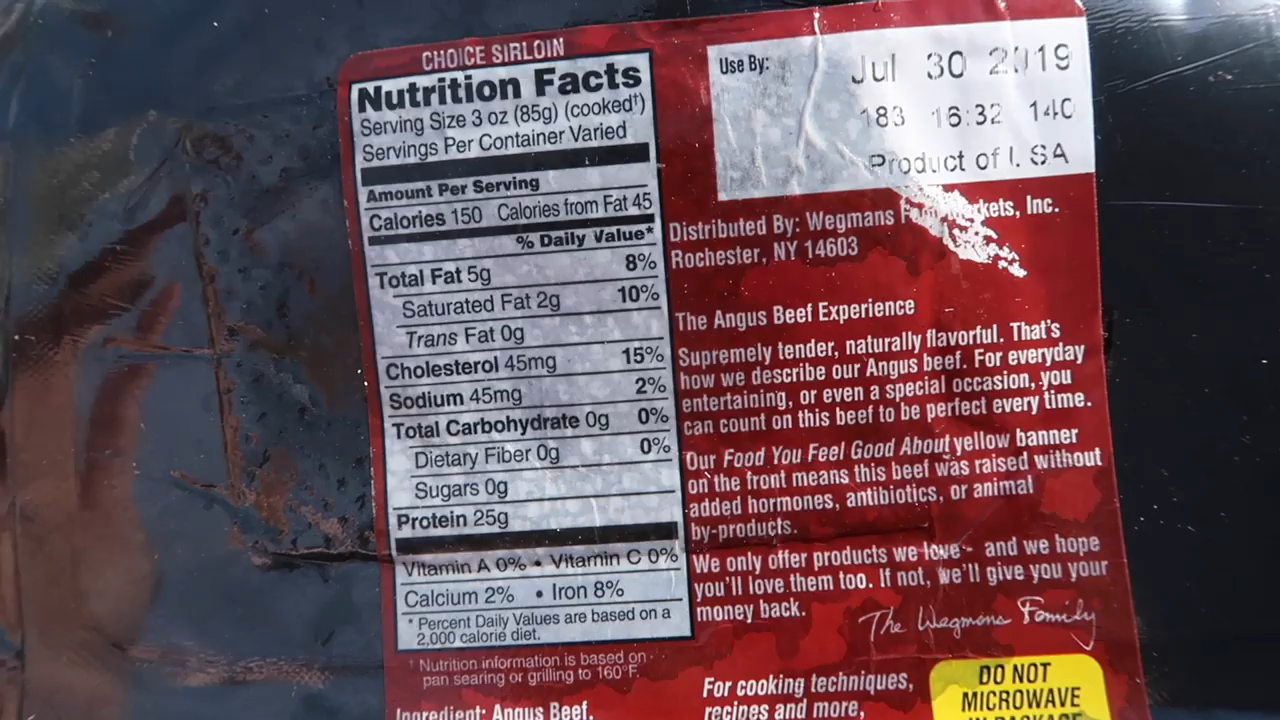 CHOICE SIRLOIN
Nutrition Facts
Serving Size 3 oz (85g) (cooked†)
Servings Per Container Varied
Amount Per Serving
Calories 150 Calories from Fat 45
% Daily Value*
Total Fat 5g 8%
Saturated Fat 2g 10%
Trans Fat 0g
Cholesterol 45mg 15%
Sodium 45mg 2%
Total Carbohydrate 0g 0%
Dietary Fiber 0g 0%
Sugars 0g
Protein 25g
Vitamin A 0% • Vitamin C 0%
Calcium 2% • Iron 8%
* Percent Daily Values are based on a
2,000 calorie diet.
† Nutrition information is based on
pan searing or grilling to 160°F.
Ingredient: Angus Beef.
Use By:
Jul 30 2019
183 16:32 140
Product of SA
Distributed By: Wegmans Inc.
Rochester, NY 14603
The Angus Beef Experience
Supremely tender, naturally flavorful. That's
how we describe our Angus beef. For everyday
entertaining, or even a special occasion, you
can count on this beef to be perfect every time.
Our Food You Feel Good About yellow banner
on the front means this beef was raised without
added hormones, antibiotics, or animal
by-products.
We only offer products we love - and we hope
you'll love them too. If not, we'll give you your
money back.
The Wegmans Family
For cooking techniques,
recipes and more,
DO NOT
MICROWAVE
IN PACKAGE